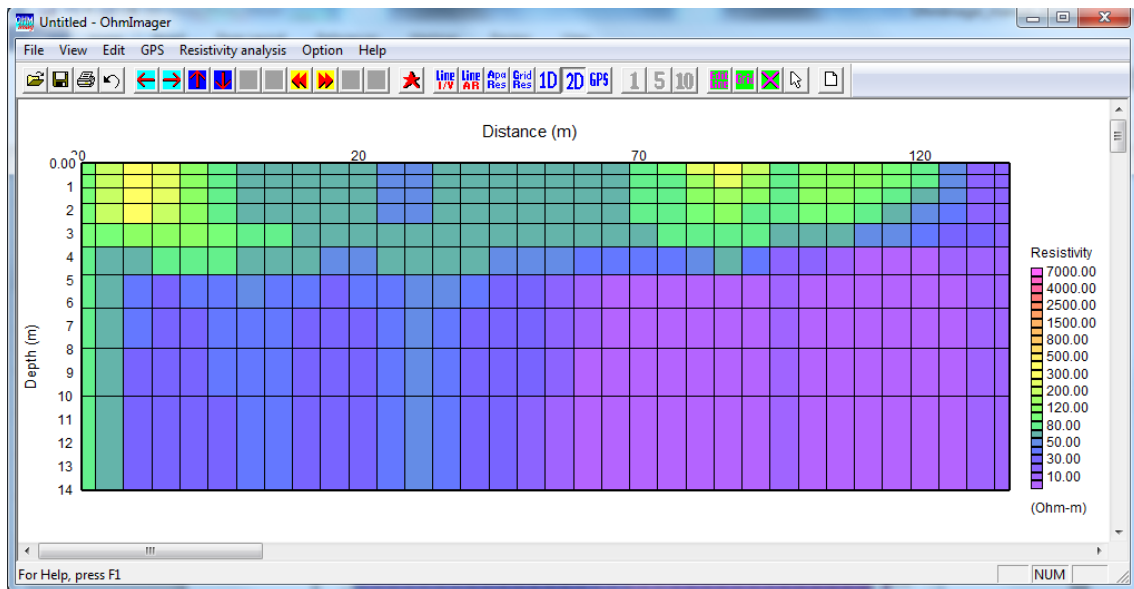 Untitled - OhmImager
File View Edit GPS Resistivity analysis Option Help
Line I/V Line AR Apa Res Grid Res 1D 2D GPS 1 5 10
Distance (m)
20 70 120
0.00
1
2
3
4
5
6
7
8
9
10
11
12
13
14
Depth (m)
Resistivity
7000.00
4000.00
2500.00
1500.00
800.00
500.00
300.00
200.00
120.00
80.00
50.00
30.00
10.00
(Ohm-m)
For Help, press F1
NUM